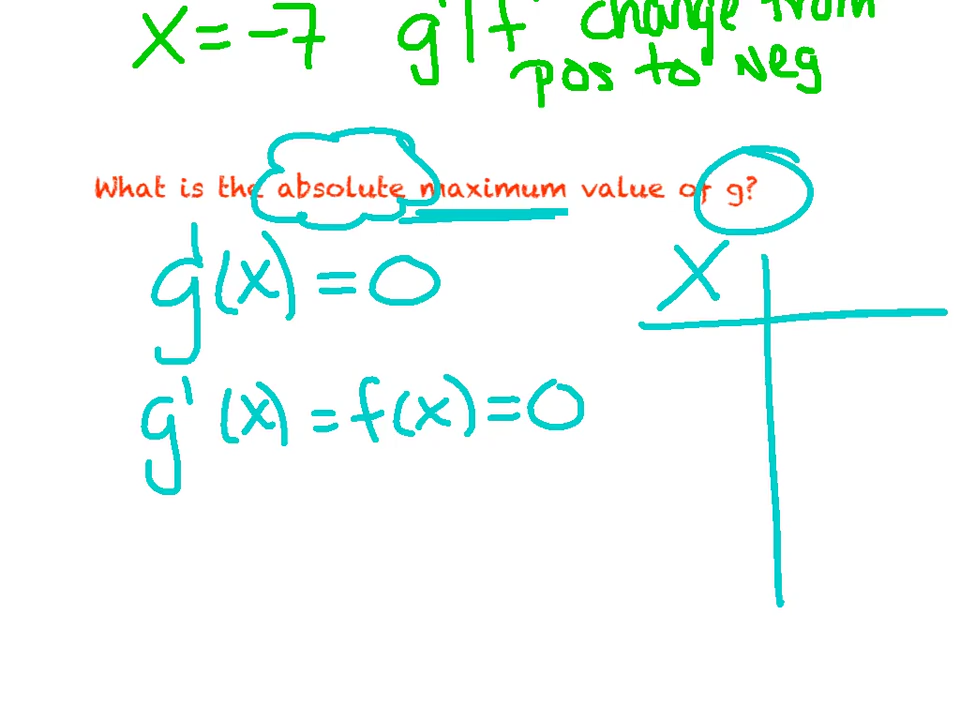 x = -7 g' | f change from
pos to Neg
What is the absolute maximum value of g?
g'(x) = 0
X
g'(x) = f(x) = 0